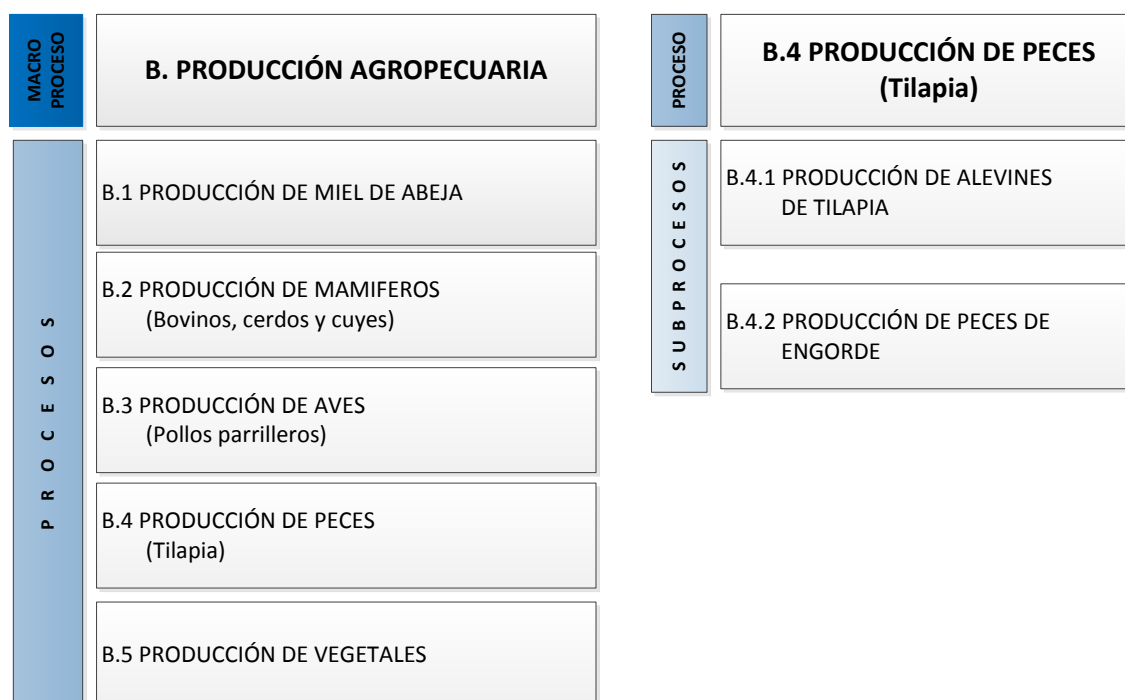 MACRO
PROCESO
B. PRODUCCIÓN AGROPECUARIA
PROCESOS
B.1 PRODUCCIÓN DE MIEL DE ABEJA
B.2 PRODUCCIÓN DE MAMIFEROS
(Bovinos, cerdos y cuyes)
B.3 PRODUCCIÓN DE AVES
(Pollos parrilleros)
B.4 PRODUCCIÓN DE PECES
(Tilapia)
B.5 PRODUCCIÓN DE VEGETALES
PROCESO
B.4 PRODUCCIÓN DE PECES
(Tilapia)
SUBPROCESOS
B.4.1 PRODUCCIÓN DE ALEVINES
DE TILAPIA
B.4.2 PRODUCCIÓN DE PECES DE
ENGORDE